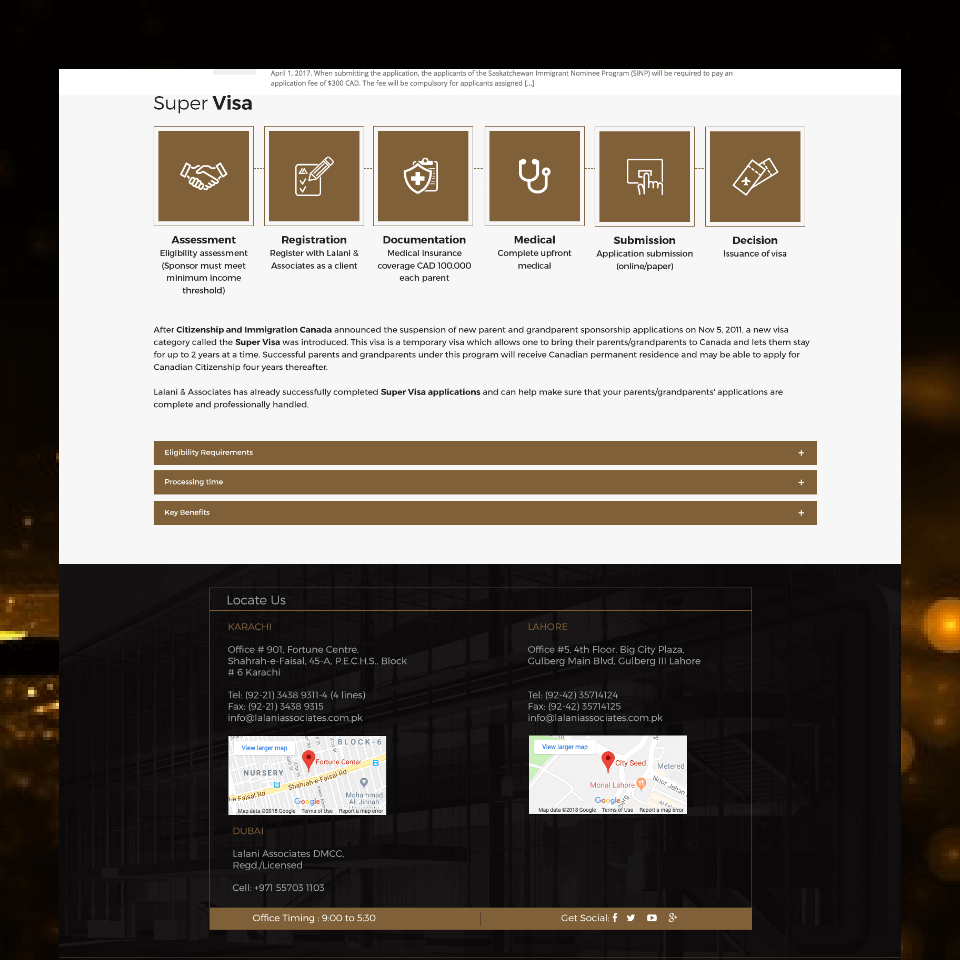 April 1, 2017. When submitting the application, the applicants of the Saskatchewan Immigrant Nominee Program (SINP) will be required to pay an
application fee of $300 CAD. The fee will be compulsory for applicants assigned [...]
Super Visa
Assessment
Eligibility assessment
(Sponsor must meet
minimum income
threshold)
Registration
Register with Lalani &
Associates as a client
Documentation
Medical insurance
coverage CAD 100,000
each parent
Medical
Complete upfront
medical
Submission
Application submission
(online/paper)
Decision
Issuance of visa
After Citizenship and Immigration Canada announced the suspension of new parent and grandparent sponsorship applications on Nov 5, 2011, a new visa
category called the Super Visa was introduced. This visa is a temporary visa which allows one to bring their parents/grandparents to Canada and lets them stay
for up to 2 years at a time. Successful parents and grandparents under this program will receive Canadian permanent residence and may be able to apply for
Canadian Citizenship four years thereafter.
Lalani & Associates has already successfully completed Super Visa applications and can help make sure that your parents/grandparents' applications are
complete and professionally handled.
Eligibility Requirements +
Processing time +
Key Benefits +
Locate Us
KARACHI
Office # 901, Fortune Centre,
Shahrah-e-Faisal, 45-A, P.E.C.H.S., Block
# 6 Karachi
Tel: (92-21) 3438 9311-4 (4 lines)
Fax: (92-21) 3438 9315
info@lalaniassociates.com.pk
View larger map
BLOCK-6
Fortune Center
NURSERY
Shahrah-e-Faisal Rd
he Faisal Rd
Mohammad
Ali Jinnah
Google
Map data ©2018 Google Terms of Use Report a map error
LAHORE
Office #5, 4th Floor, Big City Plaza,
Gulberg Main Blvd, Gulberg III Lahore
Tel: (92-42) 35714124
Fax: (92-42) 35714125
info@lalaniassociates.com.pk
View larger map
City Seed
Metered
Monal Lahore
Noor Jehan
Google
Map data ©2018 Google Terms of Use Report a map error
DUBAI
Lalani Associates DMCC,
Regd./Licensed
Cell: +971 55703 1103
Office Timing : 9:00 to 5:30
Get Social: